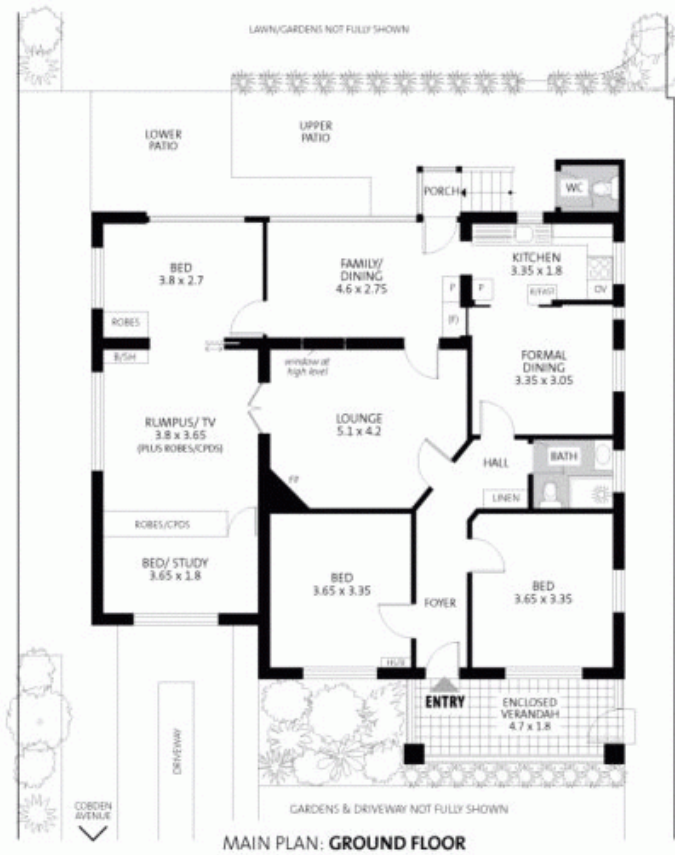 LAWN/GARDENS NOT FULLY SHOWN
LOWER
PATIO
UPPER
PATIO
PORCH
WC
BED
3.8 x 2.7
FAMILY/
DINING
4.6 x 2.75
KITCHEN
3.35 x 1.8
P
P
R/FAST
OV
(F)
ROBES
B/SH
window at
high level
FORMAL
DINING
3.35 x 3.05
RUMPUS/ TV
3.8 x 3.65
(PLUS ROBES/CPDS)
LOUNGE
5.1 x 4.2
HALL
BATH
FP
LINEN
ROBES/CPDS
BED/ STUDY
3.65 x 1.8
BED
3.65 x 3.35
FOYER
BED
3.65 x 3.35
ENTRY
ENCLOSED
VERANDAH
4.7 x 1.8
DRIVEWAY
COBDEN
AVENUE
GARDENS & DRIVEWAY NOT FULLY SHOWN
MAIN PLAN: GROUND FLOOR